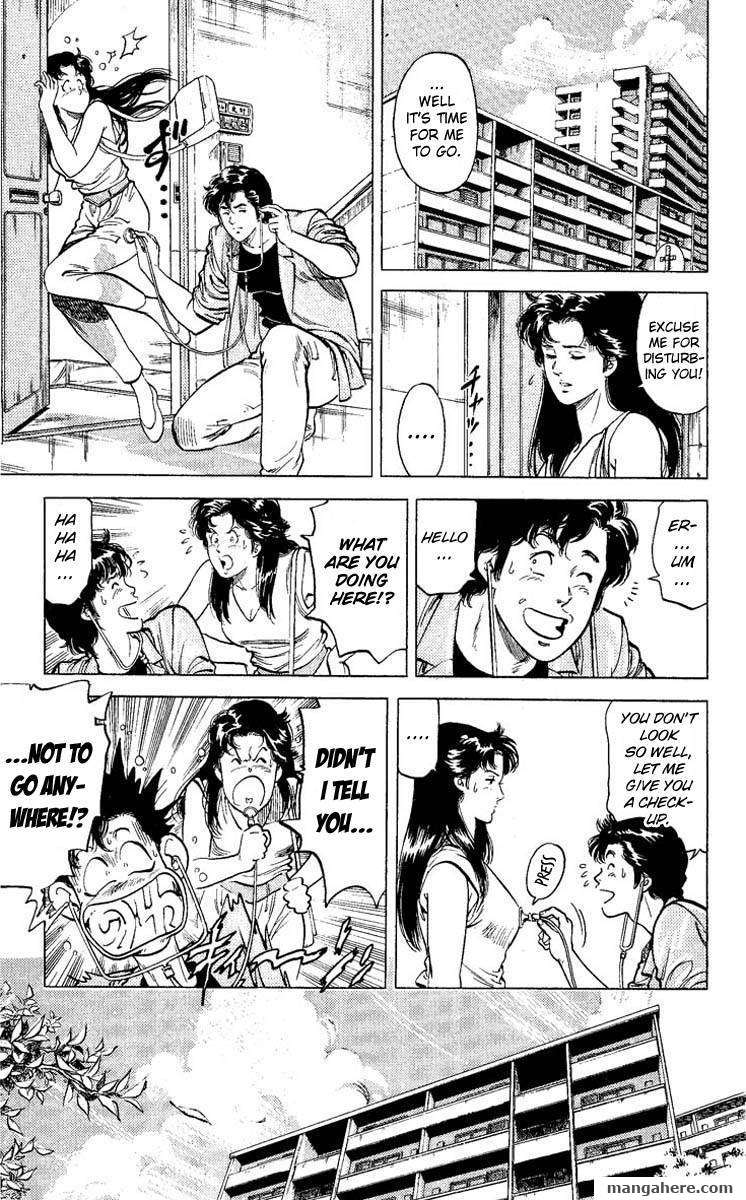 ...
WELL
IT'S TIME
FOR ME
TO GO.
ズ!!
⋮
EXCUSE
ME FOR
DISTURB-
ING YOU!
....
ER-
...
UM
...
HELLO
...
WHAT
ARE YOU
DOING
HERE!?
HA
HA
HA
...
YOU DON'T
LOOK
SO WELL,
LET ME
GIVE YOU
A CHECK-
UP.
PRESS
....
DIDN'T
I TELL
YOU...
...NOT TO
GO ANY-
WHERE!?
mangahere.com